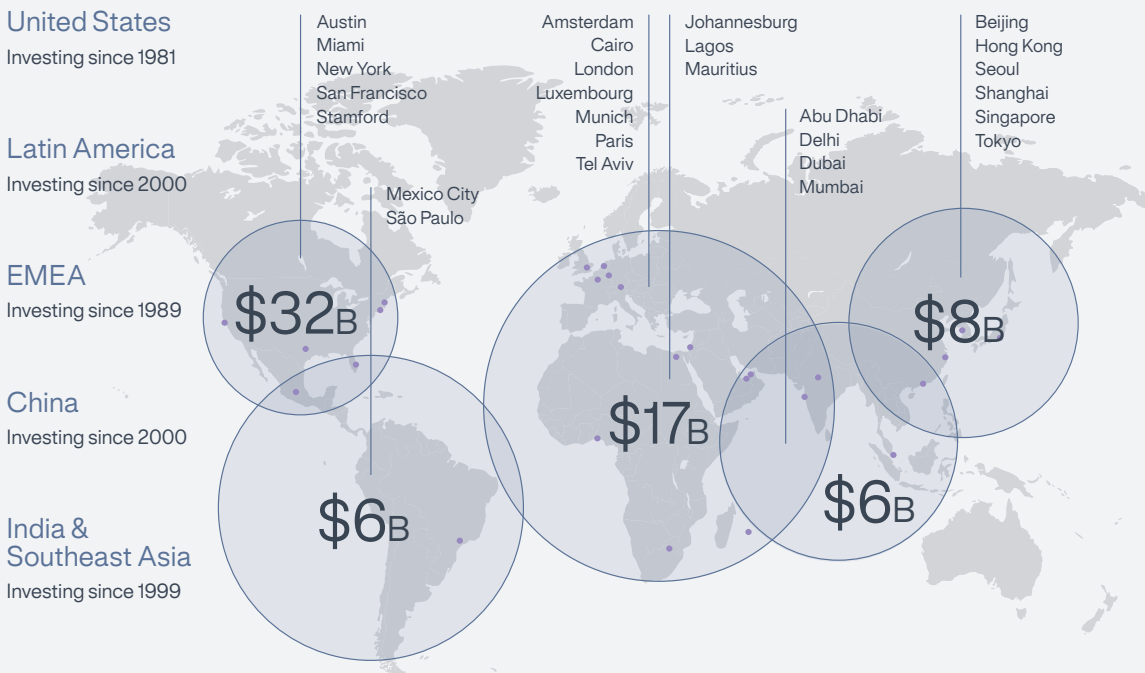 United States
Investing since 1981
Latin America
Investing since 2000
EMEA
Investing since 1989
China
Investing since 2000
India &
Southeast Asia
Investing since 1999
Austin
Miami
New York
San Francisco
Stamford
Mexico City
São Paulo
Amsterdam
Cairo
London
Luxembourg
Munich
Paris
Tel Aviv
Johannesburg
Lagos
Mauritius
Abu Dhabi
Delhi
Dubai
Mumbai
Beijing
Hong Kong
Seoul
Shanghai
Singapore
Tokyo
$32B
$6B
$17B
$6B
$8B